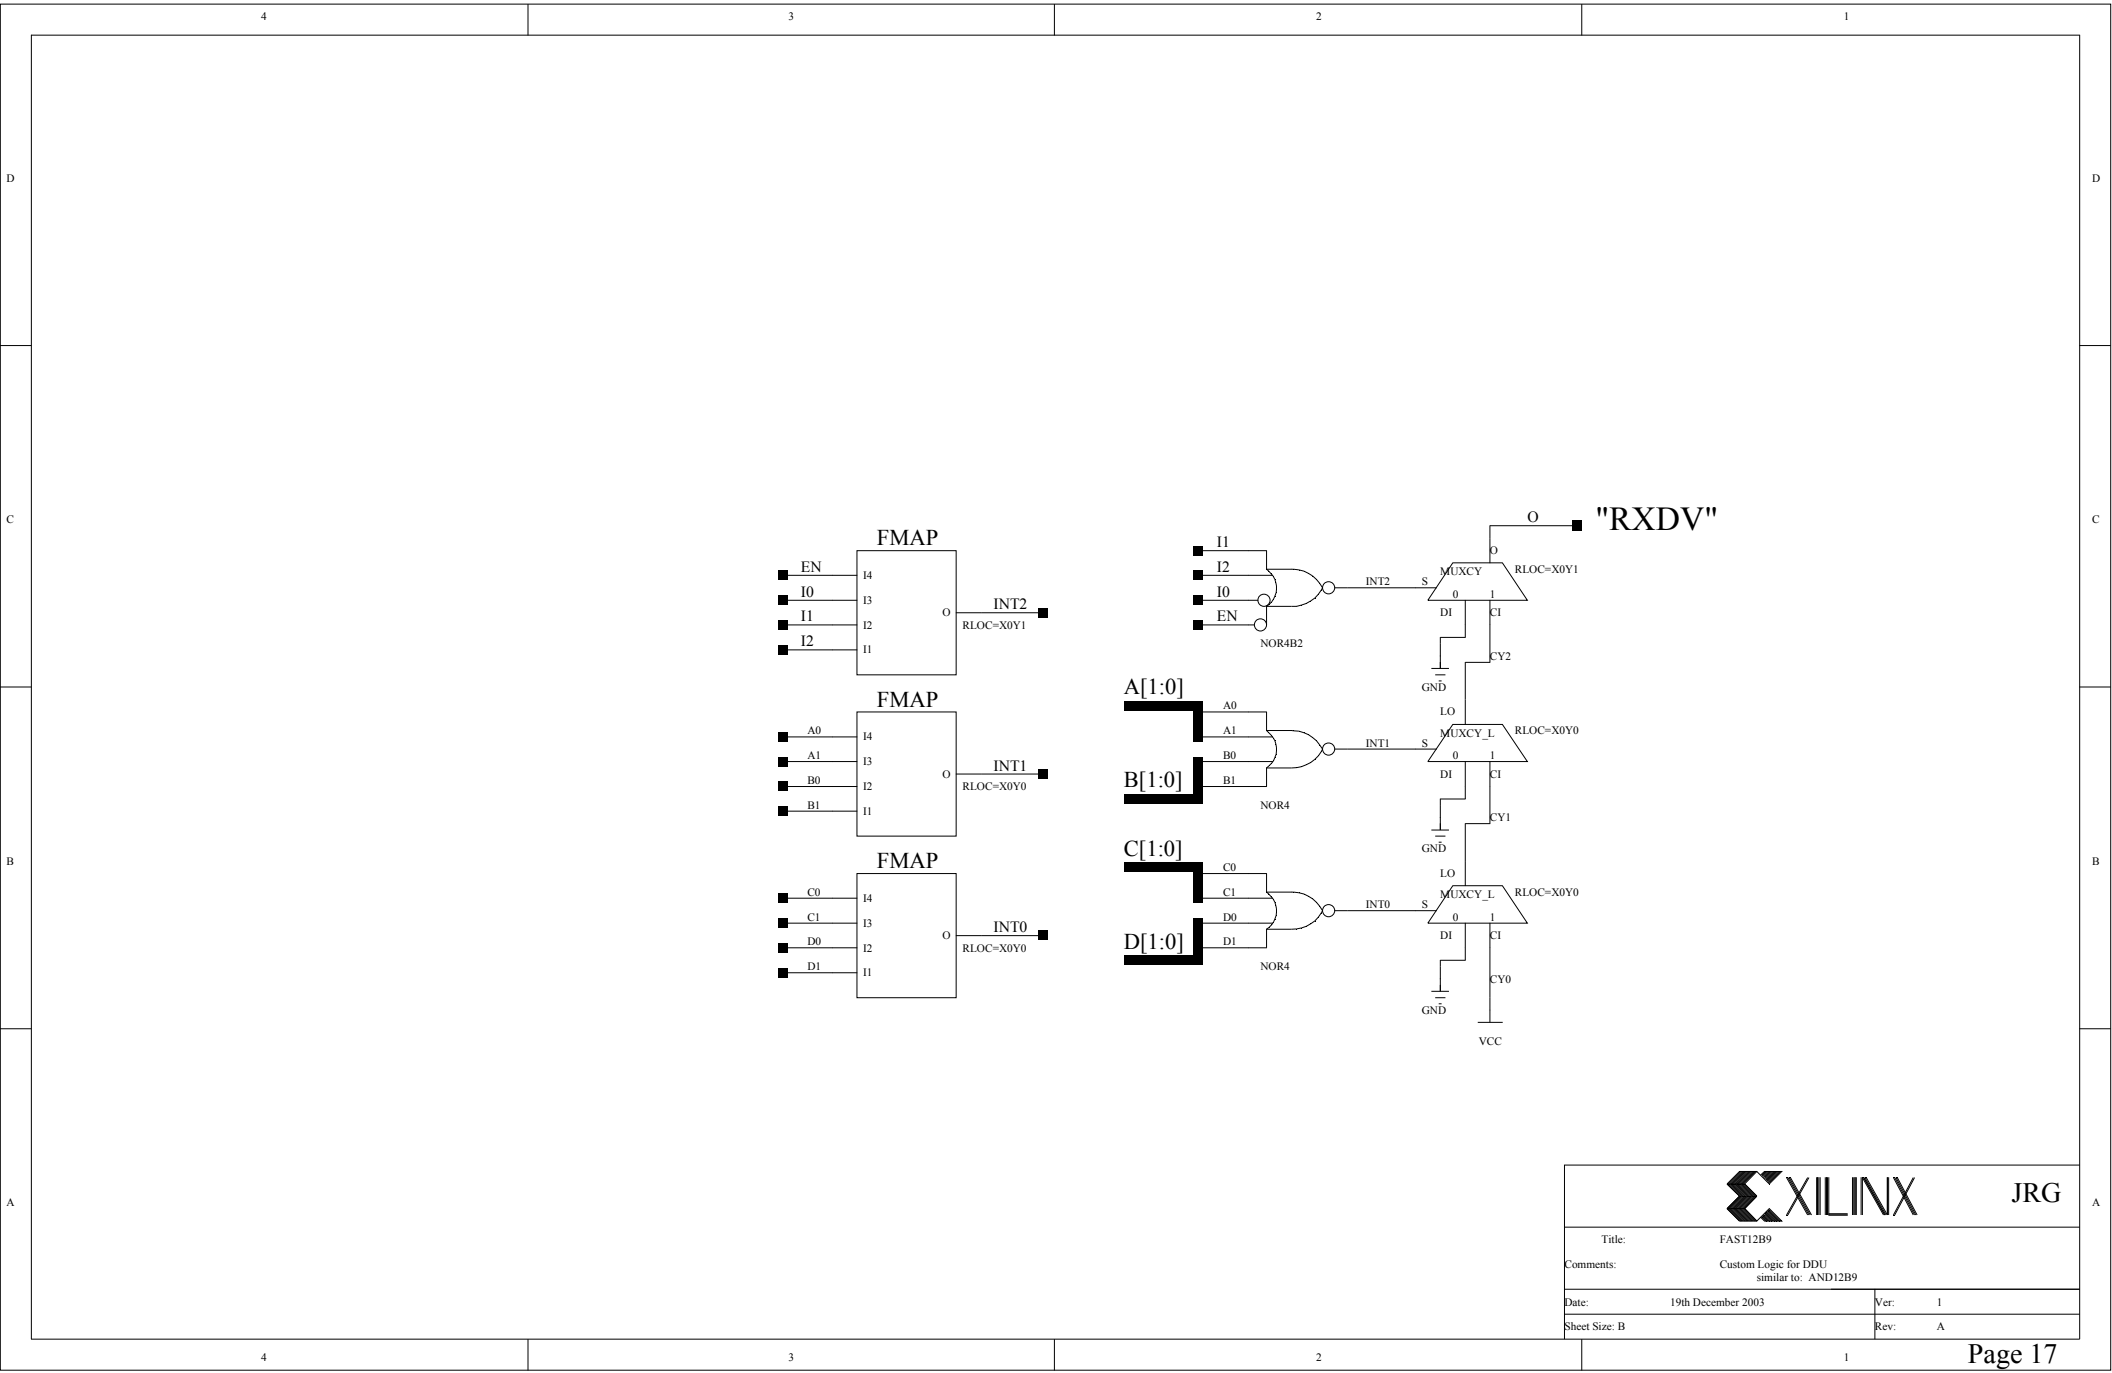 4 3 2 1
D D
C C
B B
A A
"RXDV"
O
FMAP
EN I4
I0 I3
I1 I2
I2 I1
O INT2
RLOC=X0Y1
I1
I2
I0
EN
NOR4B2
INT2 S
MUXCY
O
RLOC=X0Y1
0 1
DI CI
GND
CY2
FMAP
A0 I4
A1 I3
B0 I2
B1 I1
O INT1
RLOC=X0Y0
A[1:0]
A0
A1
B0
B[1:0] B1
NOR4
INT1 S
LO
MUXCY_L
RLOC=X0Y0
0 1
DI CI
GND
CY1
FMAP
C0 I4
C1 I3
D0 I2
D1 I1
O INT0
RLOC=X0Y0
C[1:0]
C0
C1
D0
D[1:0] D1
NOR4
INT0 S
LO
MUXCY_L
RLOC=X0Y0
0 1
DI CI
GND
CY0
VCC
XILINX JRG
Title: FAST12B9
Comments: Custom Logic for DDU
similar to: AND12B9
Date: 19th December 2003 Ver: 1
Sheet Size: B Rev: A
4 3 2 1
Page 17